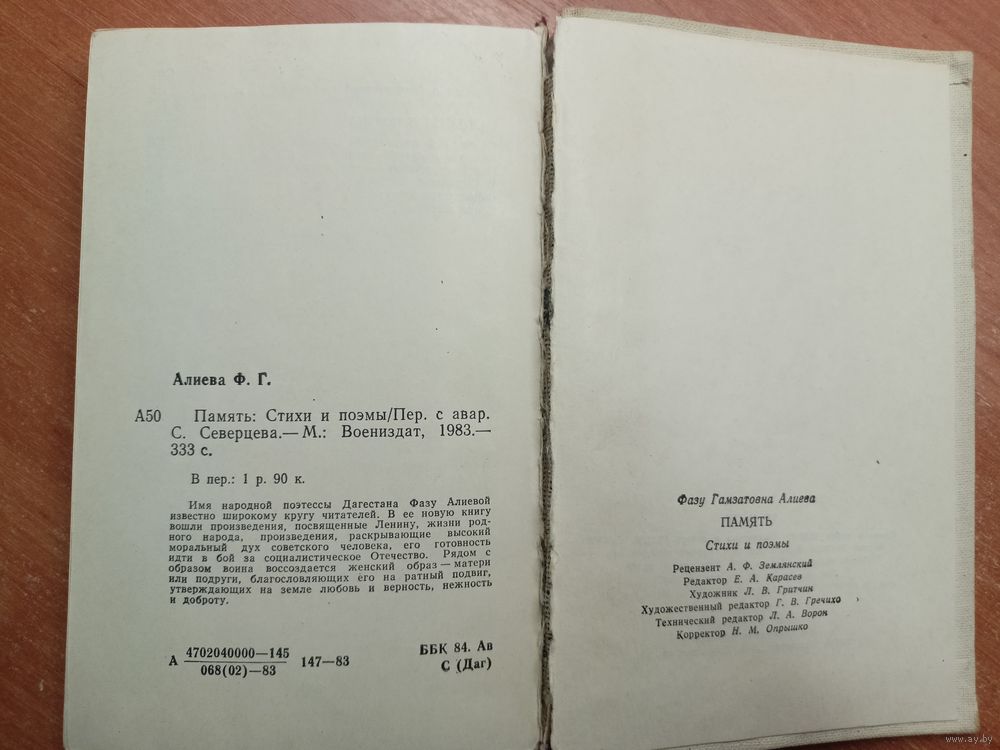 Алиева Ф. Г.
А50 Память: Стихи и поэмы/Пер. с авар.
С. Северцева.— М.: Воениздат, 1983.—
333 с.
В пер.: 1 р. 90 к.
Имя народной поэтессы Дагестана Фазу Алиевой
известно широкому кругу читателей. В ее новую книгу
вошли произведения, посвященные Ленину, жизни род-
ного народа, произведения, раскрывающие высокий
моральный дух советского человека, его готовность
идти в бой за социалистическое Отечество. Рядом с
образом воина воссоздается женский образ — матери
или подруги, благословляющих его на ратный подвиг,
утверждающих на земле любовь и верность, нежность
и доброту.
А 4702040000—145
068(02)—83
147—83
ББК 84. Ав
С (Даг)
Фазу Гамзатовна Алиева
ПАМЯТЬ
Стихи и поэмы
Рецензент А. Ф. Землянский
Редактор Е. А. Карасев
Художник Л. В. Гритчин
Художественный редактор Г. В. Гречихо
Технический редактор Л. А. Ворон
Корректор Н. М. Опрышко
www.ay.by